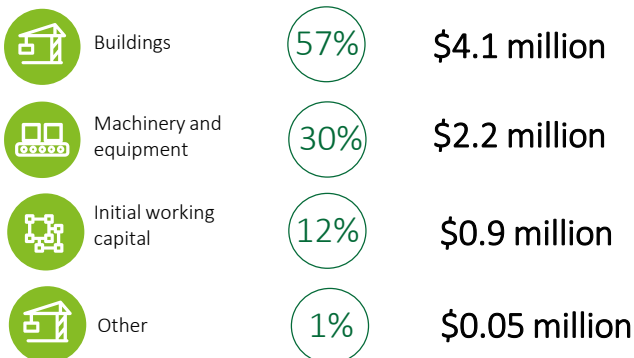 Buildings
57%
$4.1 million
Machinery and
equipment
30%
$2.2 million
Initial working
capital
12%
$0.9 million
Other
1%
$0.05 million